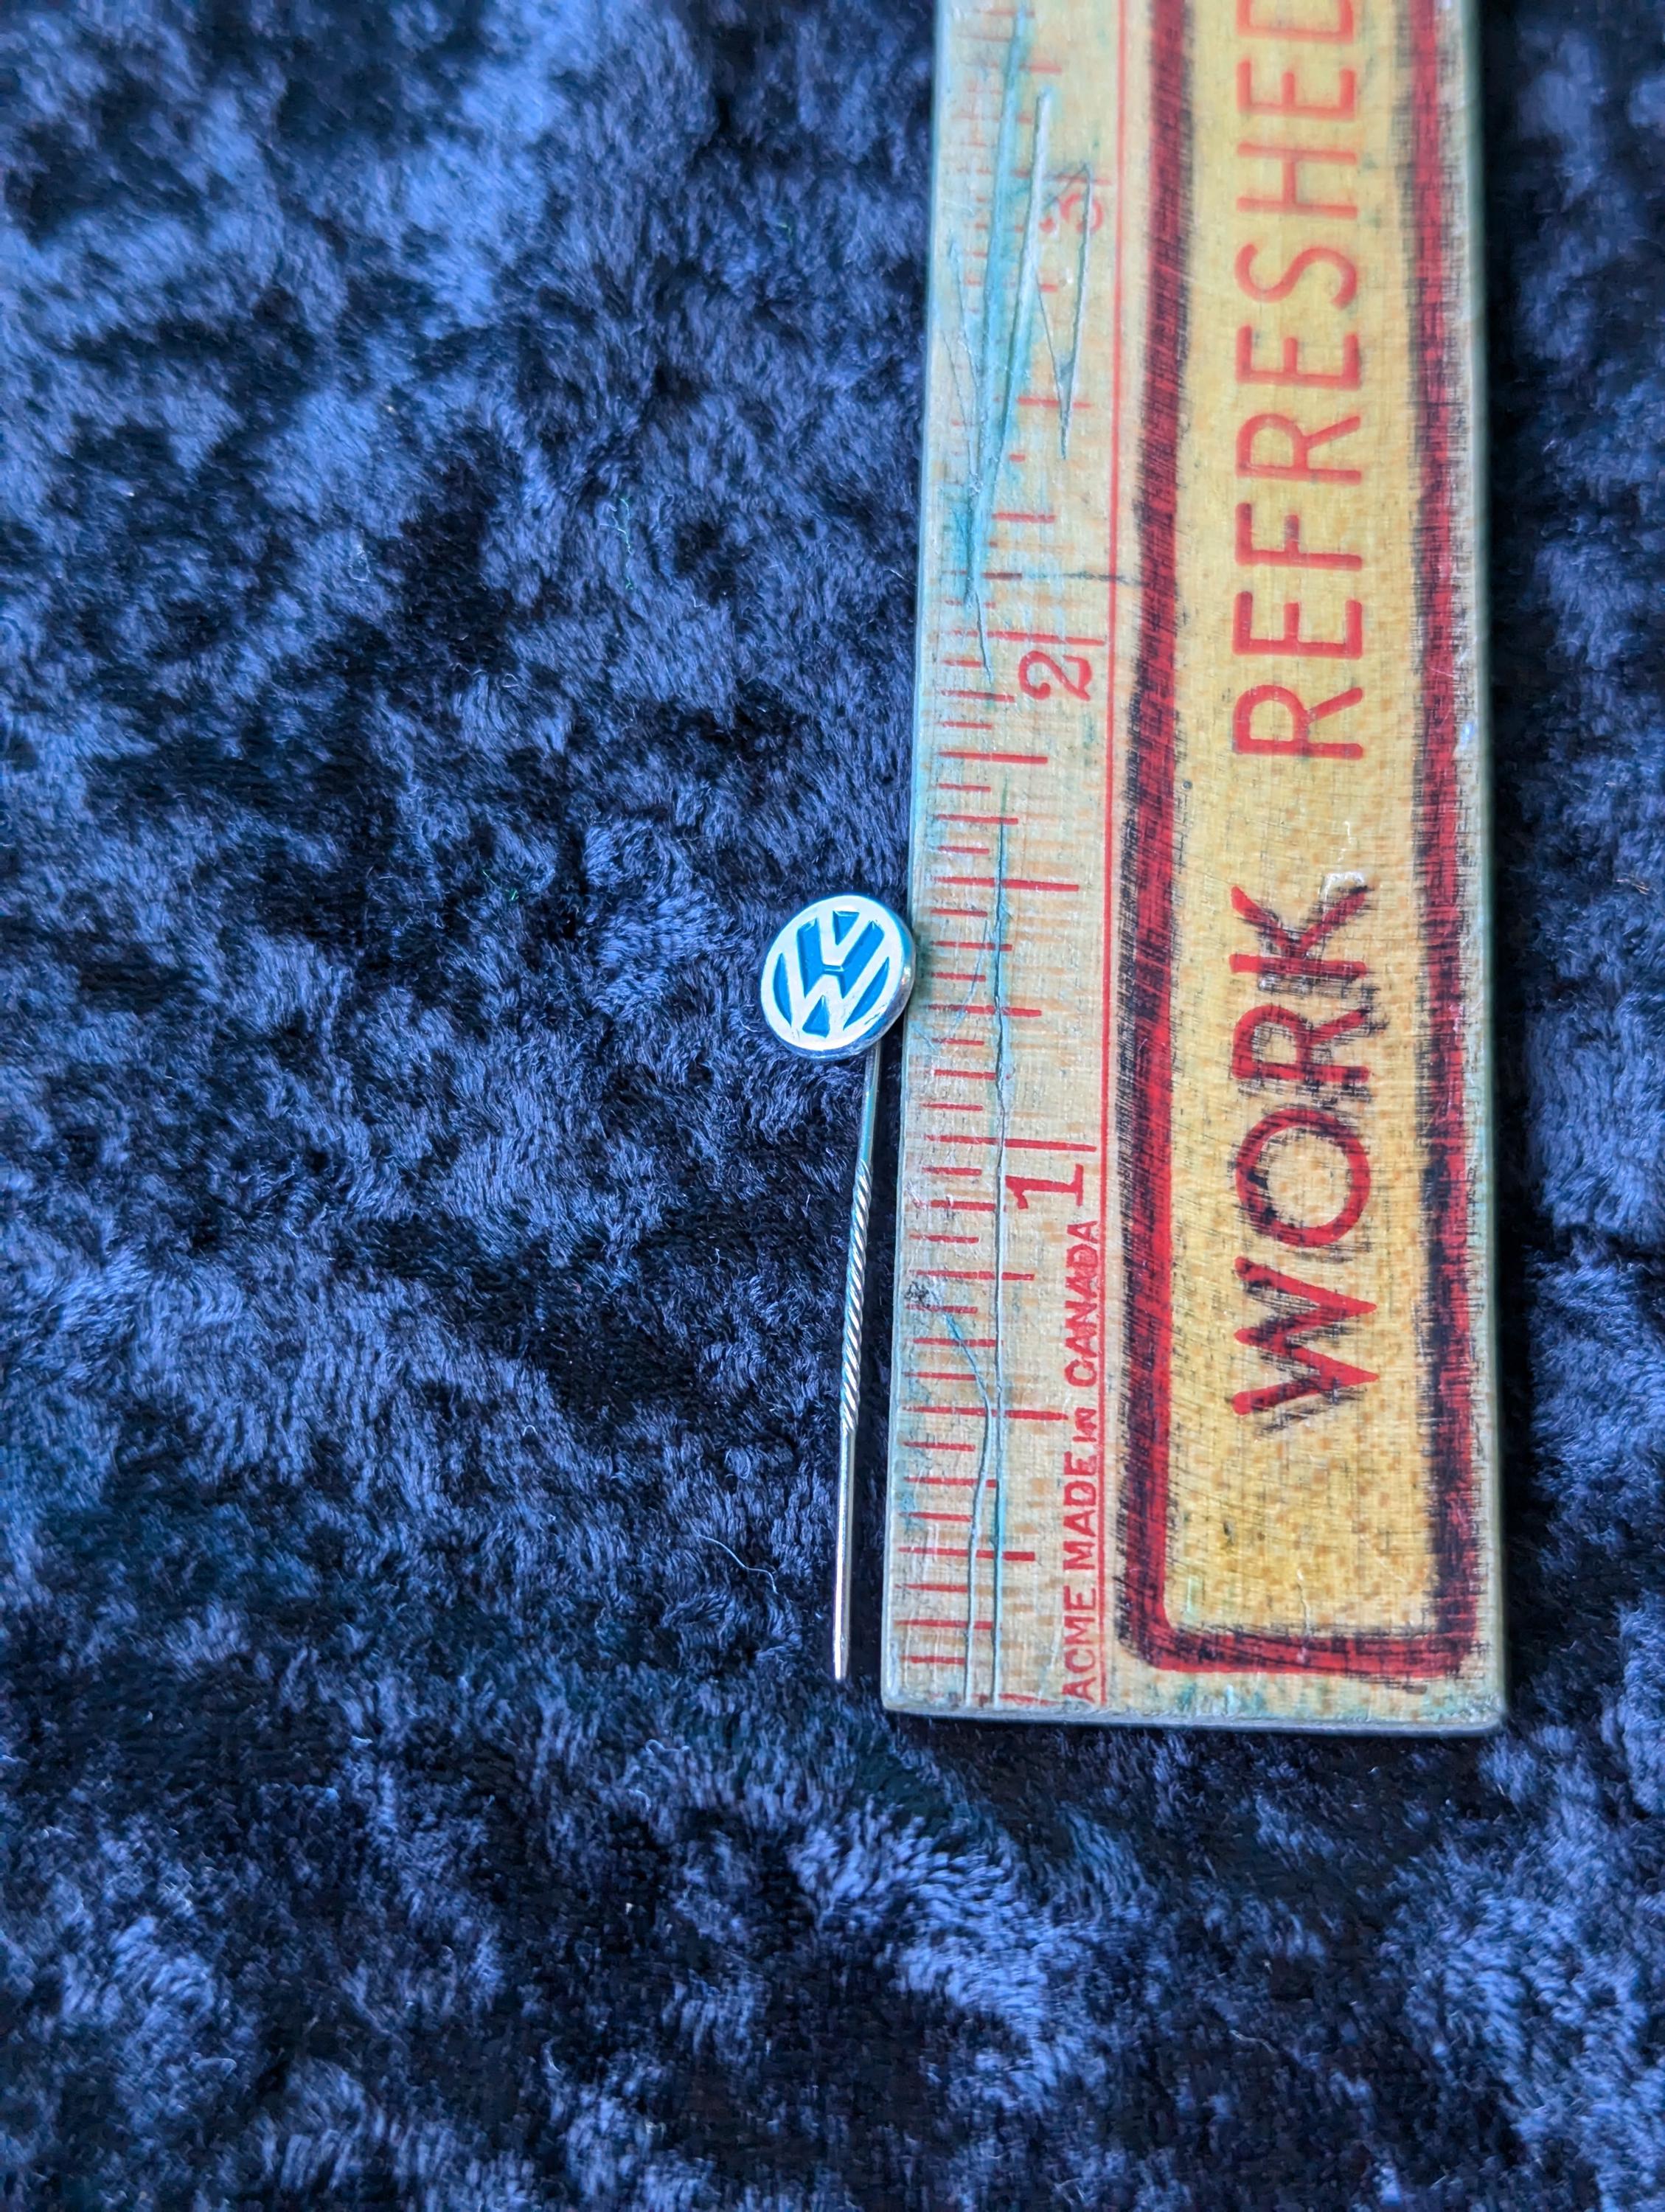 WORK REFRESHED
ACME MADE IN CANADA
1
2
3
VW